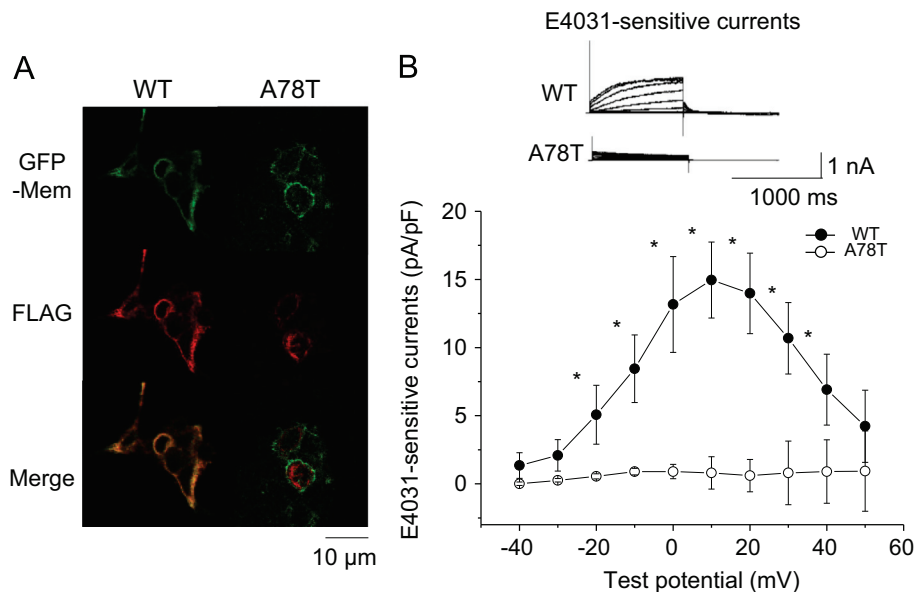 A
WT
A78T
GFP
-Mem
FLAG
Merge
10 μm
B
E4031-sensitive currents
WT
A78T
1 nA
1000 ms
E4031-sensitive currents (pA/pF)
20
15
10
5
0
WT
A78T
*
*
*
*
*
*
*
-40
-20
0
20
40
60
Test potential (mV)